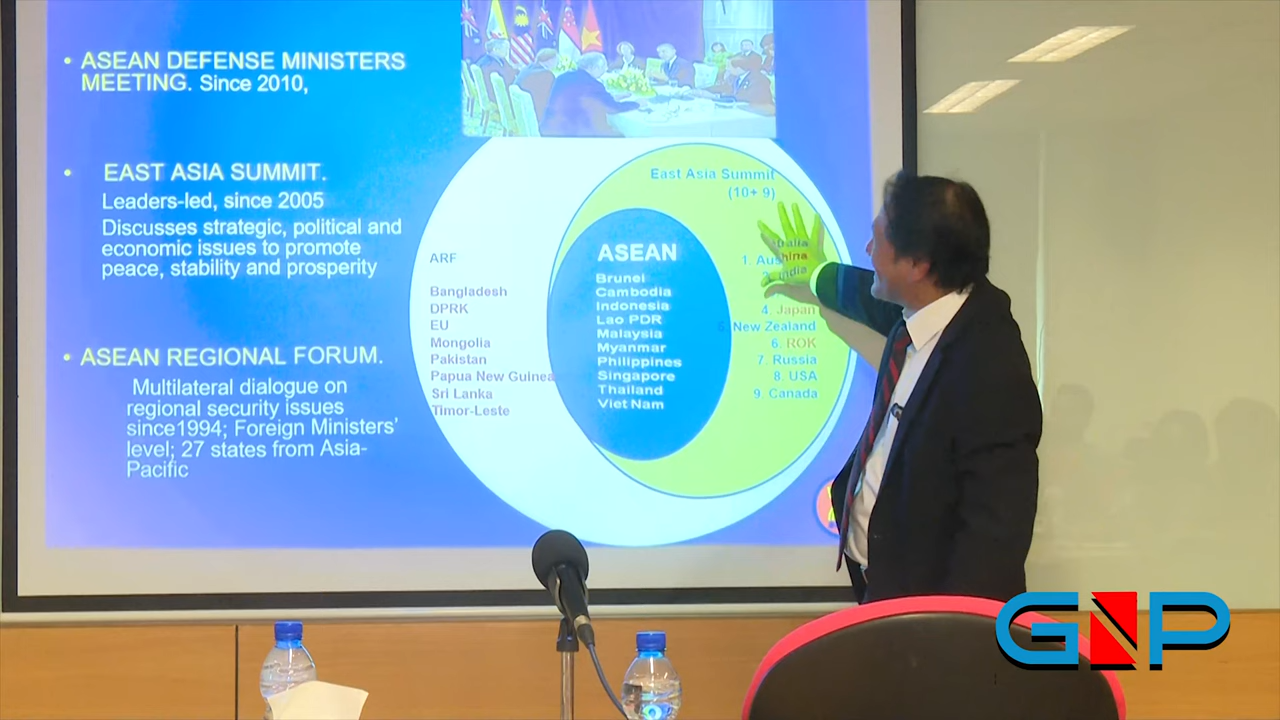 • ASEAN DEFENSE MINISTERS
MEETING. Since 2010,
• EAST ASIA SUMMIT.
Leaders-led, since 2005
Discusses strategic, political and
economic issues to promote
peace, stability and prosperity
• ASEAN REGIONAL FORUM.
Multilateral dialogue on
regional security issues
since1994; Foreign Ministers'
level; 27 states from Asia-
Pacific
ARF
Bangladesh
DPRK
EU
Mongolia
Pakistan
Papua New Guinea
Sri Lanka
Timor-Leste
ASEAN
Brunei
Cambodia
Indonesia
Lao PDR
Malaysia
Myanmar
Philippines
Singapore
Thailand
Viet Nam
East Asia Summit
(10+ 9)
1.
2.
4. Japan
5. New Zealand
6. ROK
7. Russia
8. USA
9. Canada
GNP